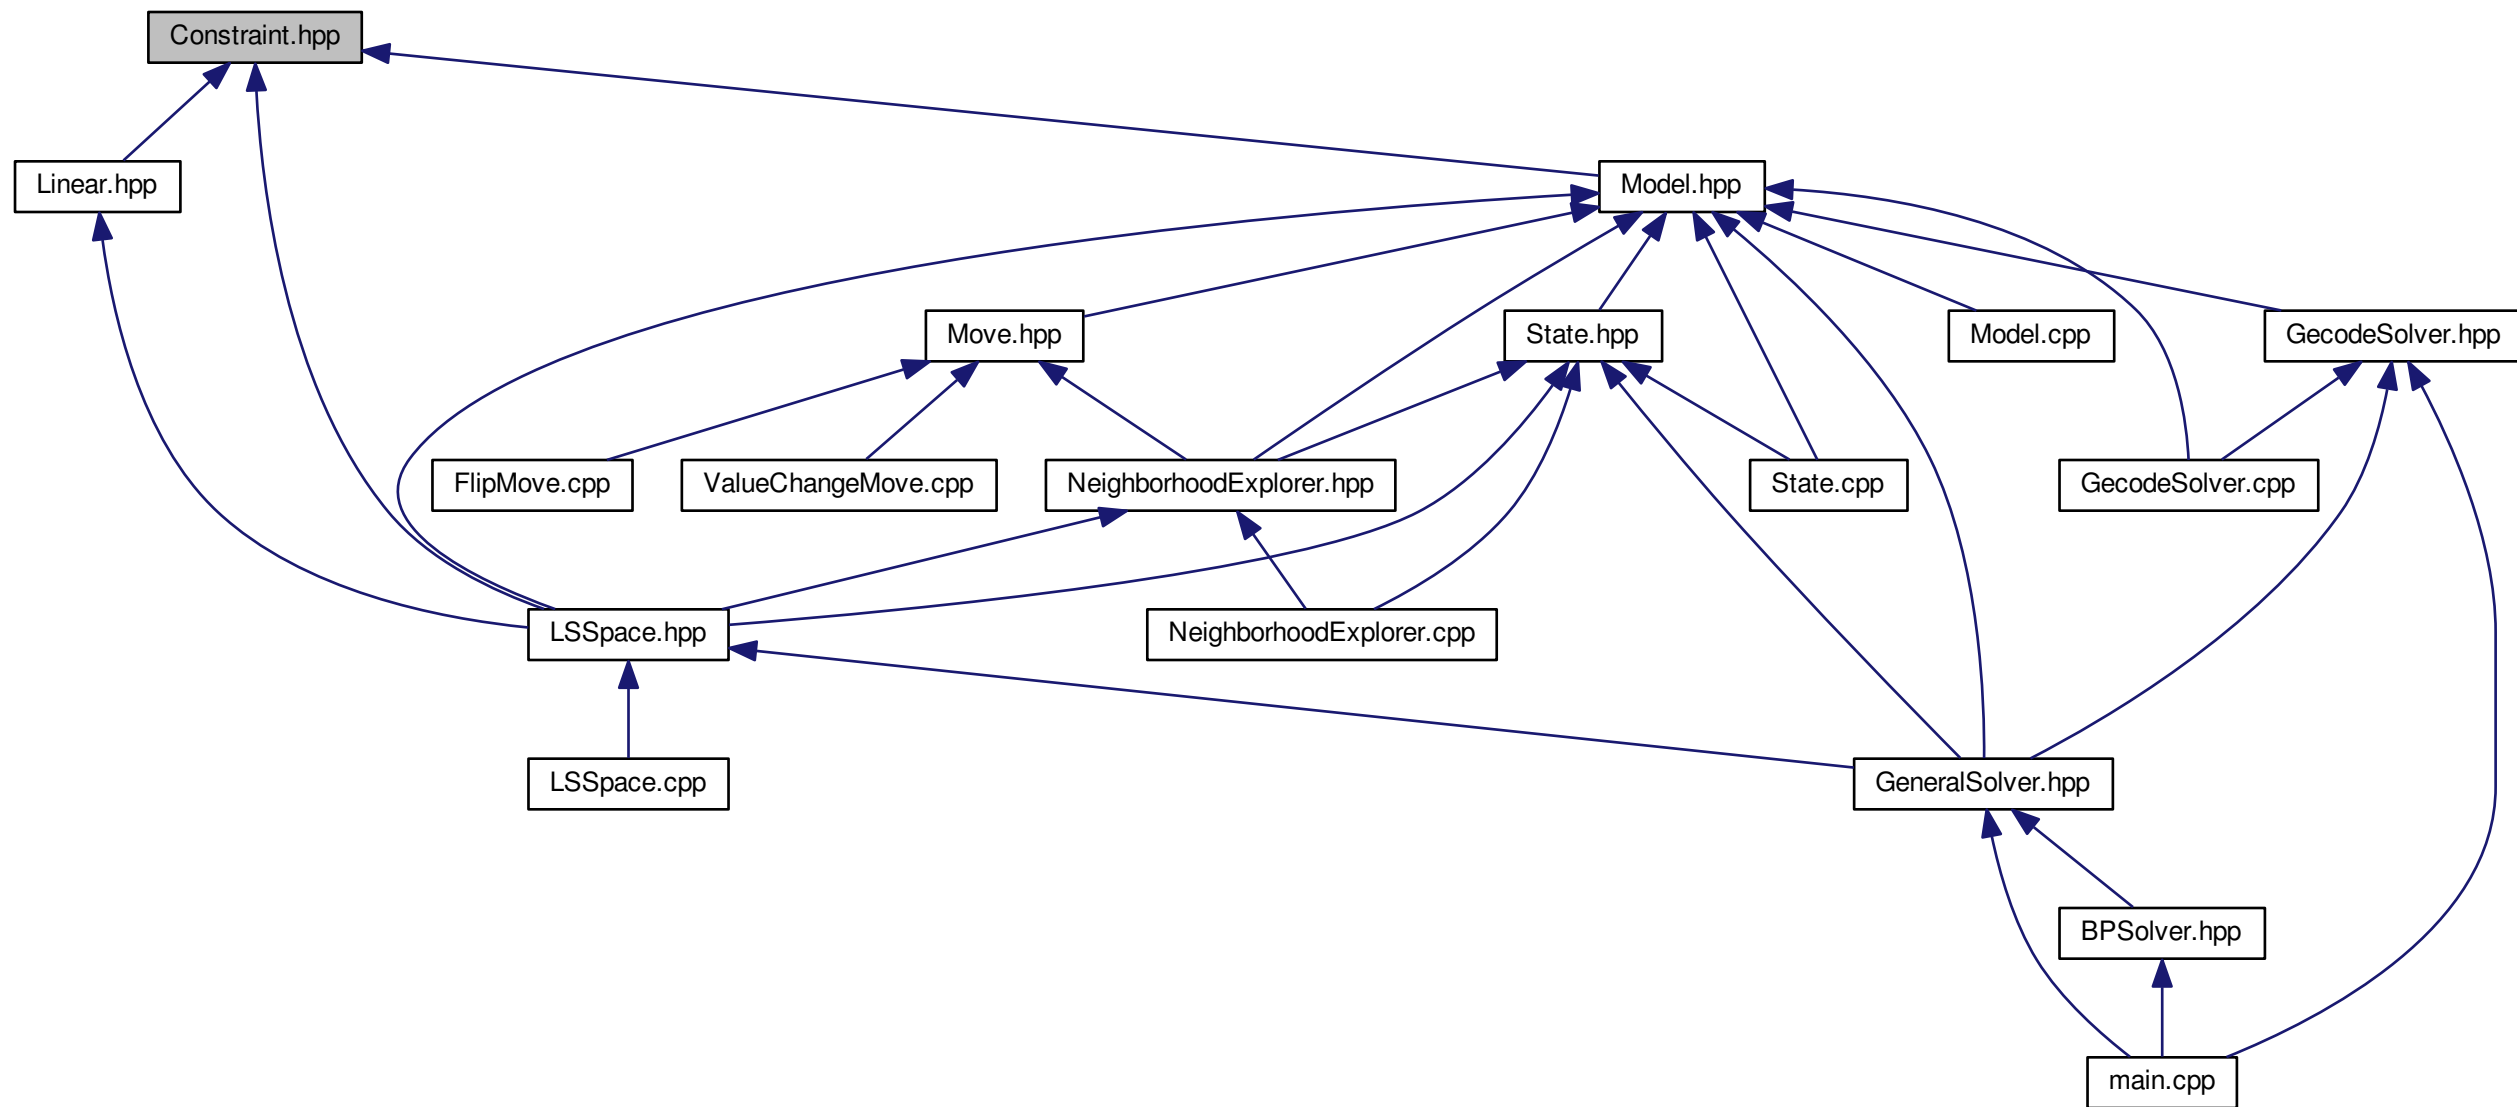 Constraint.hpp
Linear.hpp
Model.hpp
Move.hpp
State.hpp
Model.cpp
GecodeSolver.hpp
FlipMove.cpp
ValueChangeMove.cpp
NeighborhoodExplorer.hpp
State.cpp
GecodeSolver.cpp
LSSpace.hpp
NeighborhoodExplorer.cpp
LSSpace.cpp
GeneralSolver.hpp
BPSolver.hpp
main.cpp